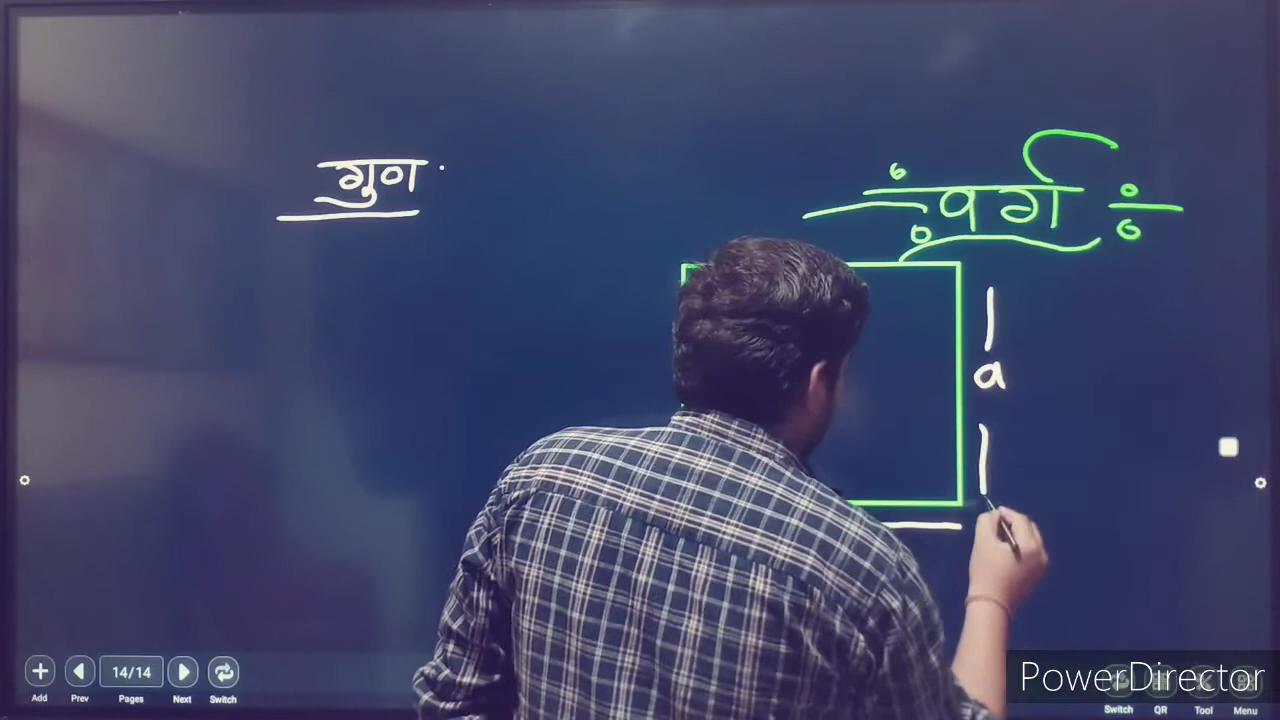 गुण
वर्ग
a
14/14
Add Prev Pages Next Switch
Switch QR Tool Menu
PowerDirector